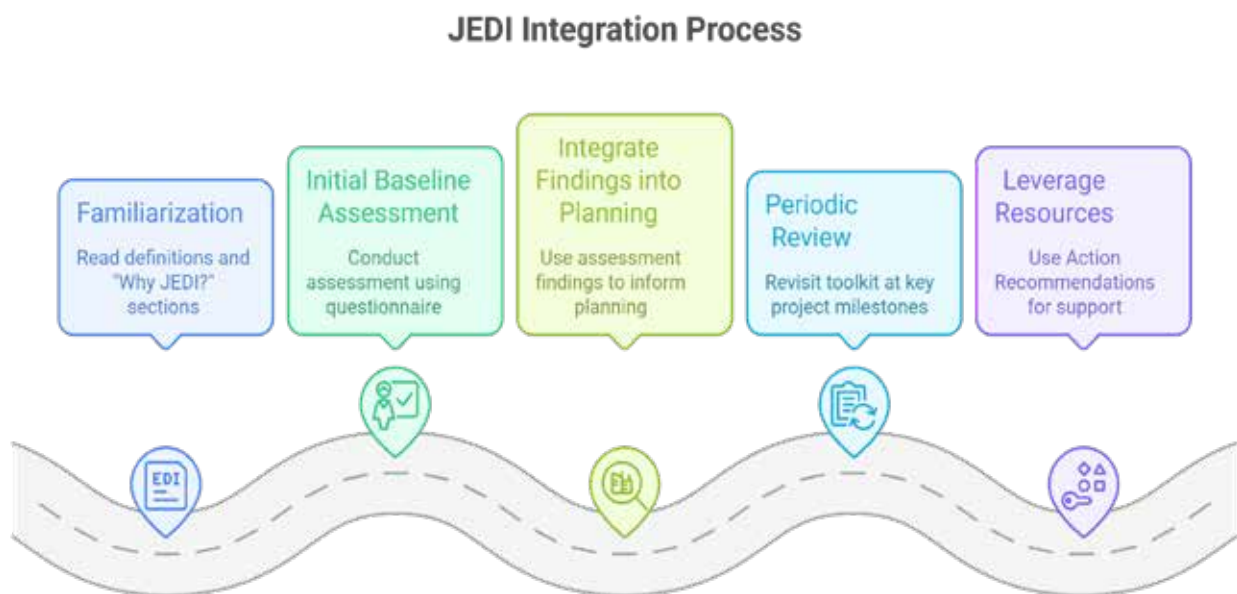 JEDI Integration Process
Familiarization
Read definitions and
"Why JEDI?"
sections
Initial Baseline
Assessment
Conduct
assessment using
questionnaire
Integrate
Findings into
Planning
Use assessment
findings to inform
planning
Periodic
Review
Revisit toolkit at key
project milestones
Leverage
Resources
Use Action
Recommendations
for support
EDI